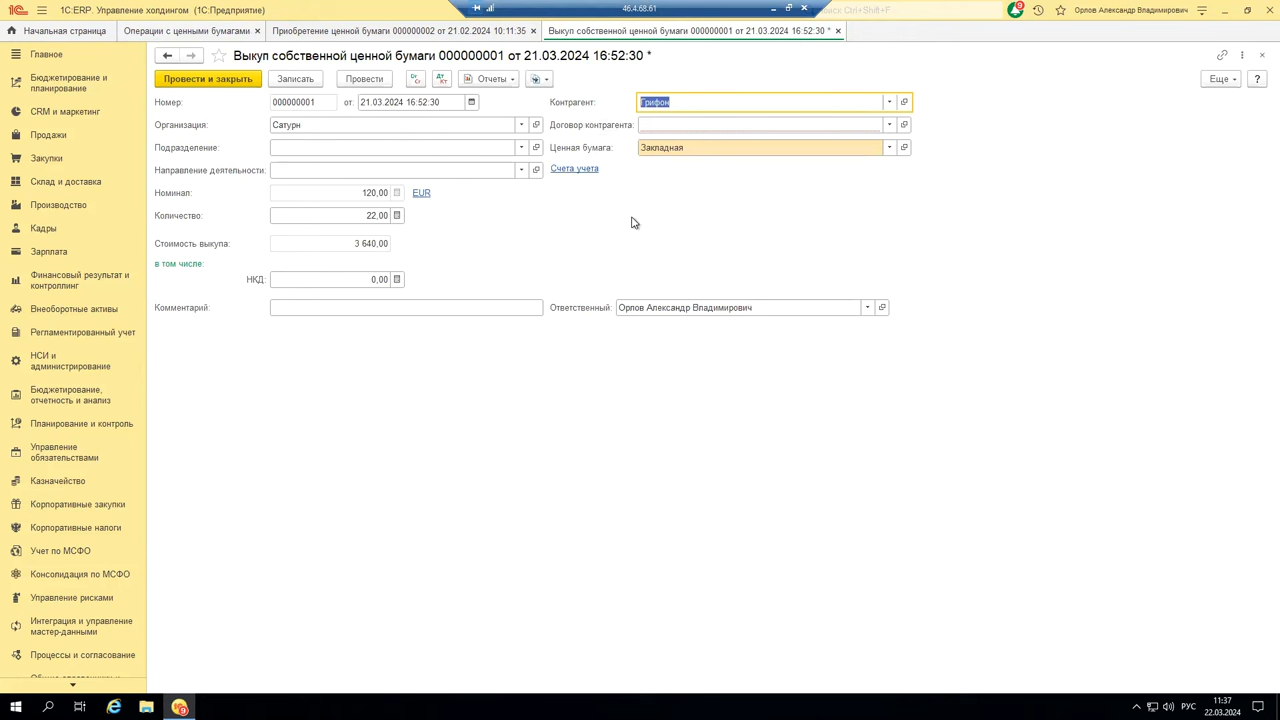 1С:ERP. Управление холдингом (1С:Предприятие)
46.4.68.61
поиск Ctrl+Shift+F
9
Орлов Александр Владимирович
Начальная страница
Операции с ценными бумагами
Приобретение ценной бумаги 000000002 от 21.02.2024 10:11:35
Выкуп собственной ценной бумаги 000000001 от 21.03.2024 16:52:30 *
Выкуп собственной ценной бумаги 000000001 от 21.03.2024 16:52:30 *
Провести и закрыть
Записать
Провести
Отчеты
Еще
?
Номер:
000000001
от:
21.03.2024 16:52:30
Контрагент:
Грифон
Организация:
Сатурн
Договор контрагента:
Подразделение:
Ценная бумага:
Закладная
Направление деятельности:
Счета учета
Номинал:
120,00
EUR
Количество:
22,00
Стоимость выкупа:
3 640,00
в том числе:
НКД:
0,00
Комментарий:
Ответственный:
Орлов Александр Владимирович
Главное
Бюджетирование и
планирование
CRM и маркетинг
Продажи
Закупки
Склад и доставка
Производство
Кадры
Зарплата
Финансовый результат и
контроллинг
Внеоборотные активы
Регламентированный учет
НСИ и
администрирование
Бюджетирование,
отчетность и анализ
Планирование и контроль
Управление
обязательствами
Казначейство
Корпоративные закупки
Корпоративные налоги
Учет по МСФО
Консолидация по МСФО
Управление рисками
Интеграция и управление
мастер-данными
Процессы и согласование
РУС
11:37
22.03.2024